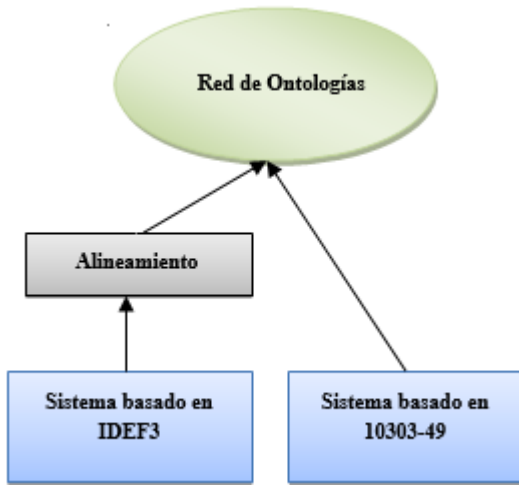 Red de Ontologías
Alineamiento
Sistema basado en
IDEF3
Sistema basado en
10303-49